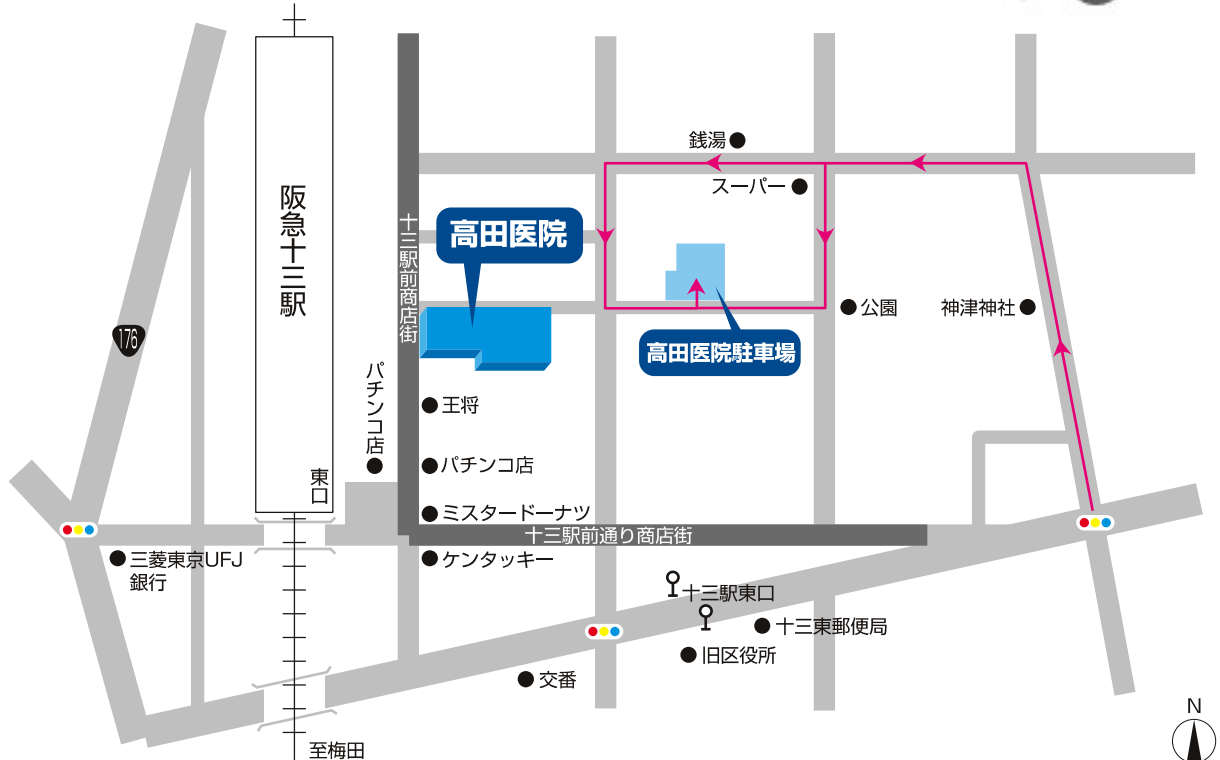 銭湯
スーパー
阪急十三駅
十三駅前商店街
高田医院
176
公園
神津神社
高田医院駐車場
パチンコ店
王将
東口
パチンコ店
ミスタードーナツ
十三駅前通り商店街
三菱東京UFJ
銀行
ケンタッキー
十三駅東口
十三東郵便局
旧区役所
交番
N
至梅田